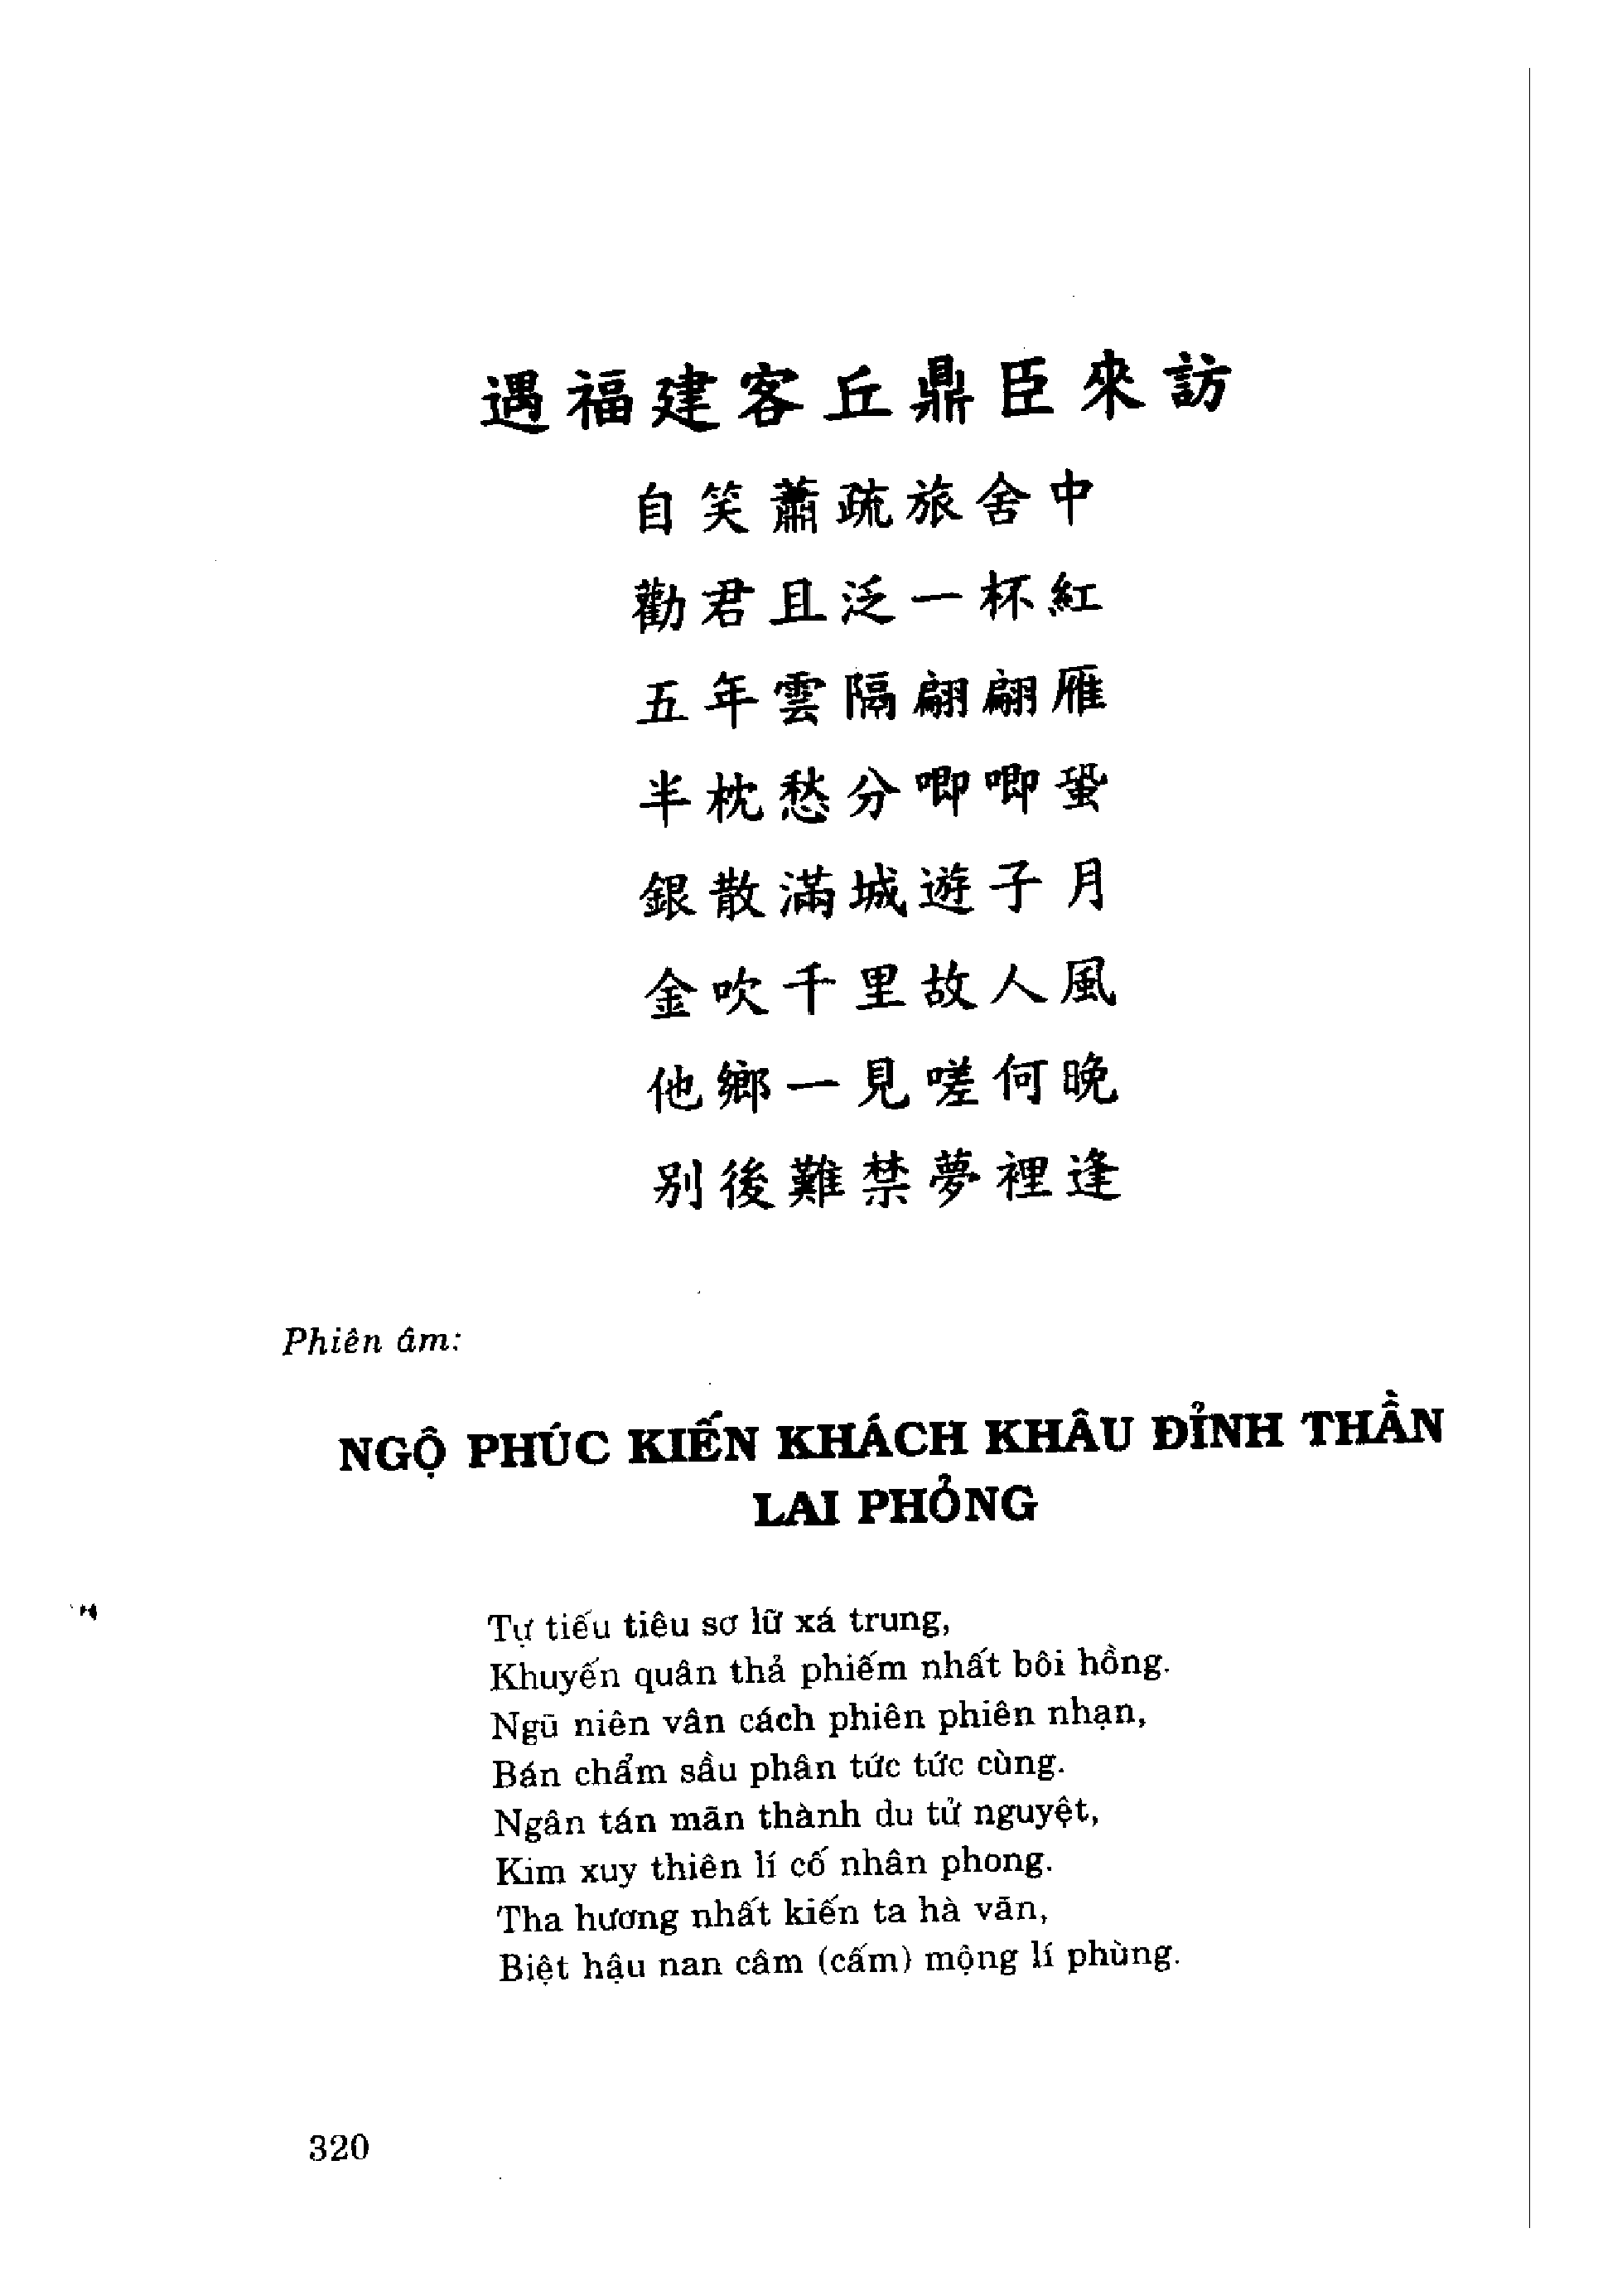 遇福建客丘鼎臣來訪
自笑蕭疏旅舍中
勸君且泛一杯紅
五年雲隔翩翩雁
半枕愁分唧唧蛩
銀散滿城遊子月
金吹千里故人風
他鄉一見嗟何晚
别後難禁夢裡逢
Phiên âm:
NGỘ PHÚC KIẾN KHÁCH KHÂU ĐỈNH THẦN
LAI PHỎNG
Tự tiếu tiêu sơ lữ xá trung,
Khuyến quân thả phiếm nhất bôi hồng.
Ngũ niên vân cách phiên phiên nhạn,
Bán chẩm sầu phân tức tức cùng.
Ngân tán mãn thành du tử nguyệt,
Kim xuy thiên lí cố nhân phong.
Tha hương nhất kiến ta hà vãn,
Biệt hậu nan câm (cấm) mộng lí phùng.
320